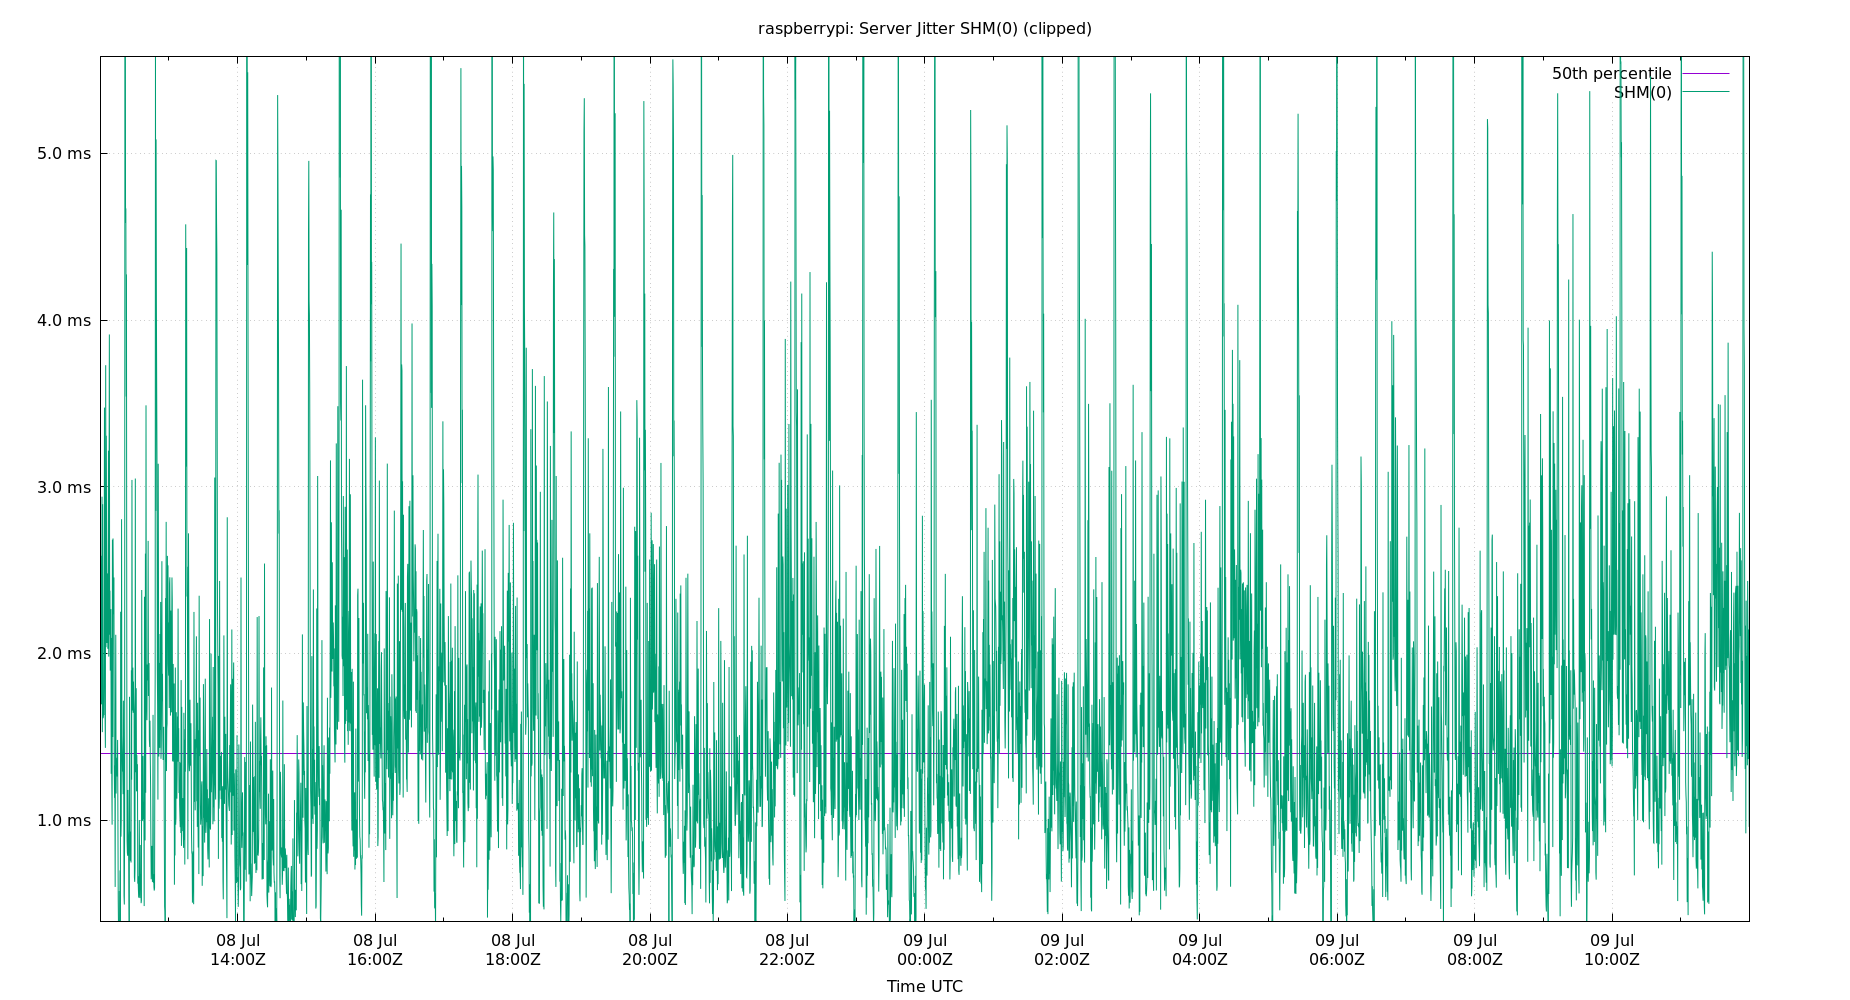 raspberrypi: Server Jitter SHM(0) (clipped)
50th percentile
SHM(0)
5.0 ms
4.0 ms
3.0 ms
2.0 ms
1.0 ms
08 Jul 08 Jul 08 Jul 08 Jul 08 Jul 09 Jul 09 Jul 09 Jul 09 Jul 09 Jul 09 Jul
14:00Z 16:00Z 18:00Z 20:00Z 22:00Z 00:00Z 02:00Z 04:00Z 06:00Z 08:00Z 10:00Z
Time UTC